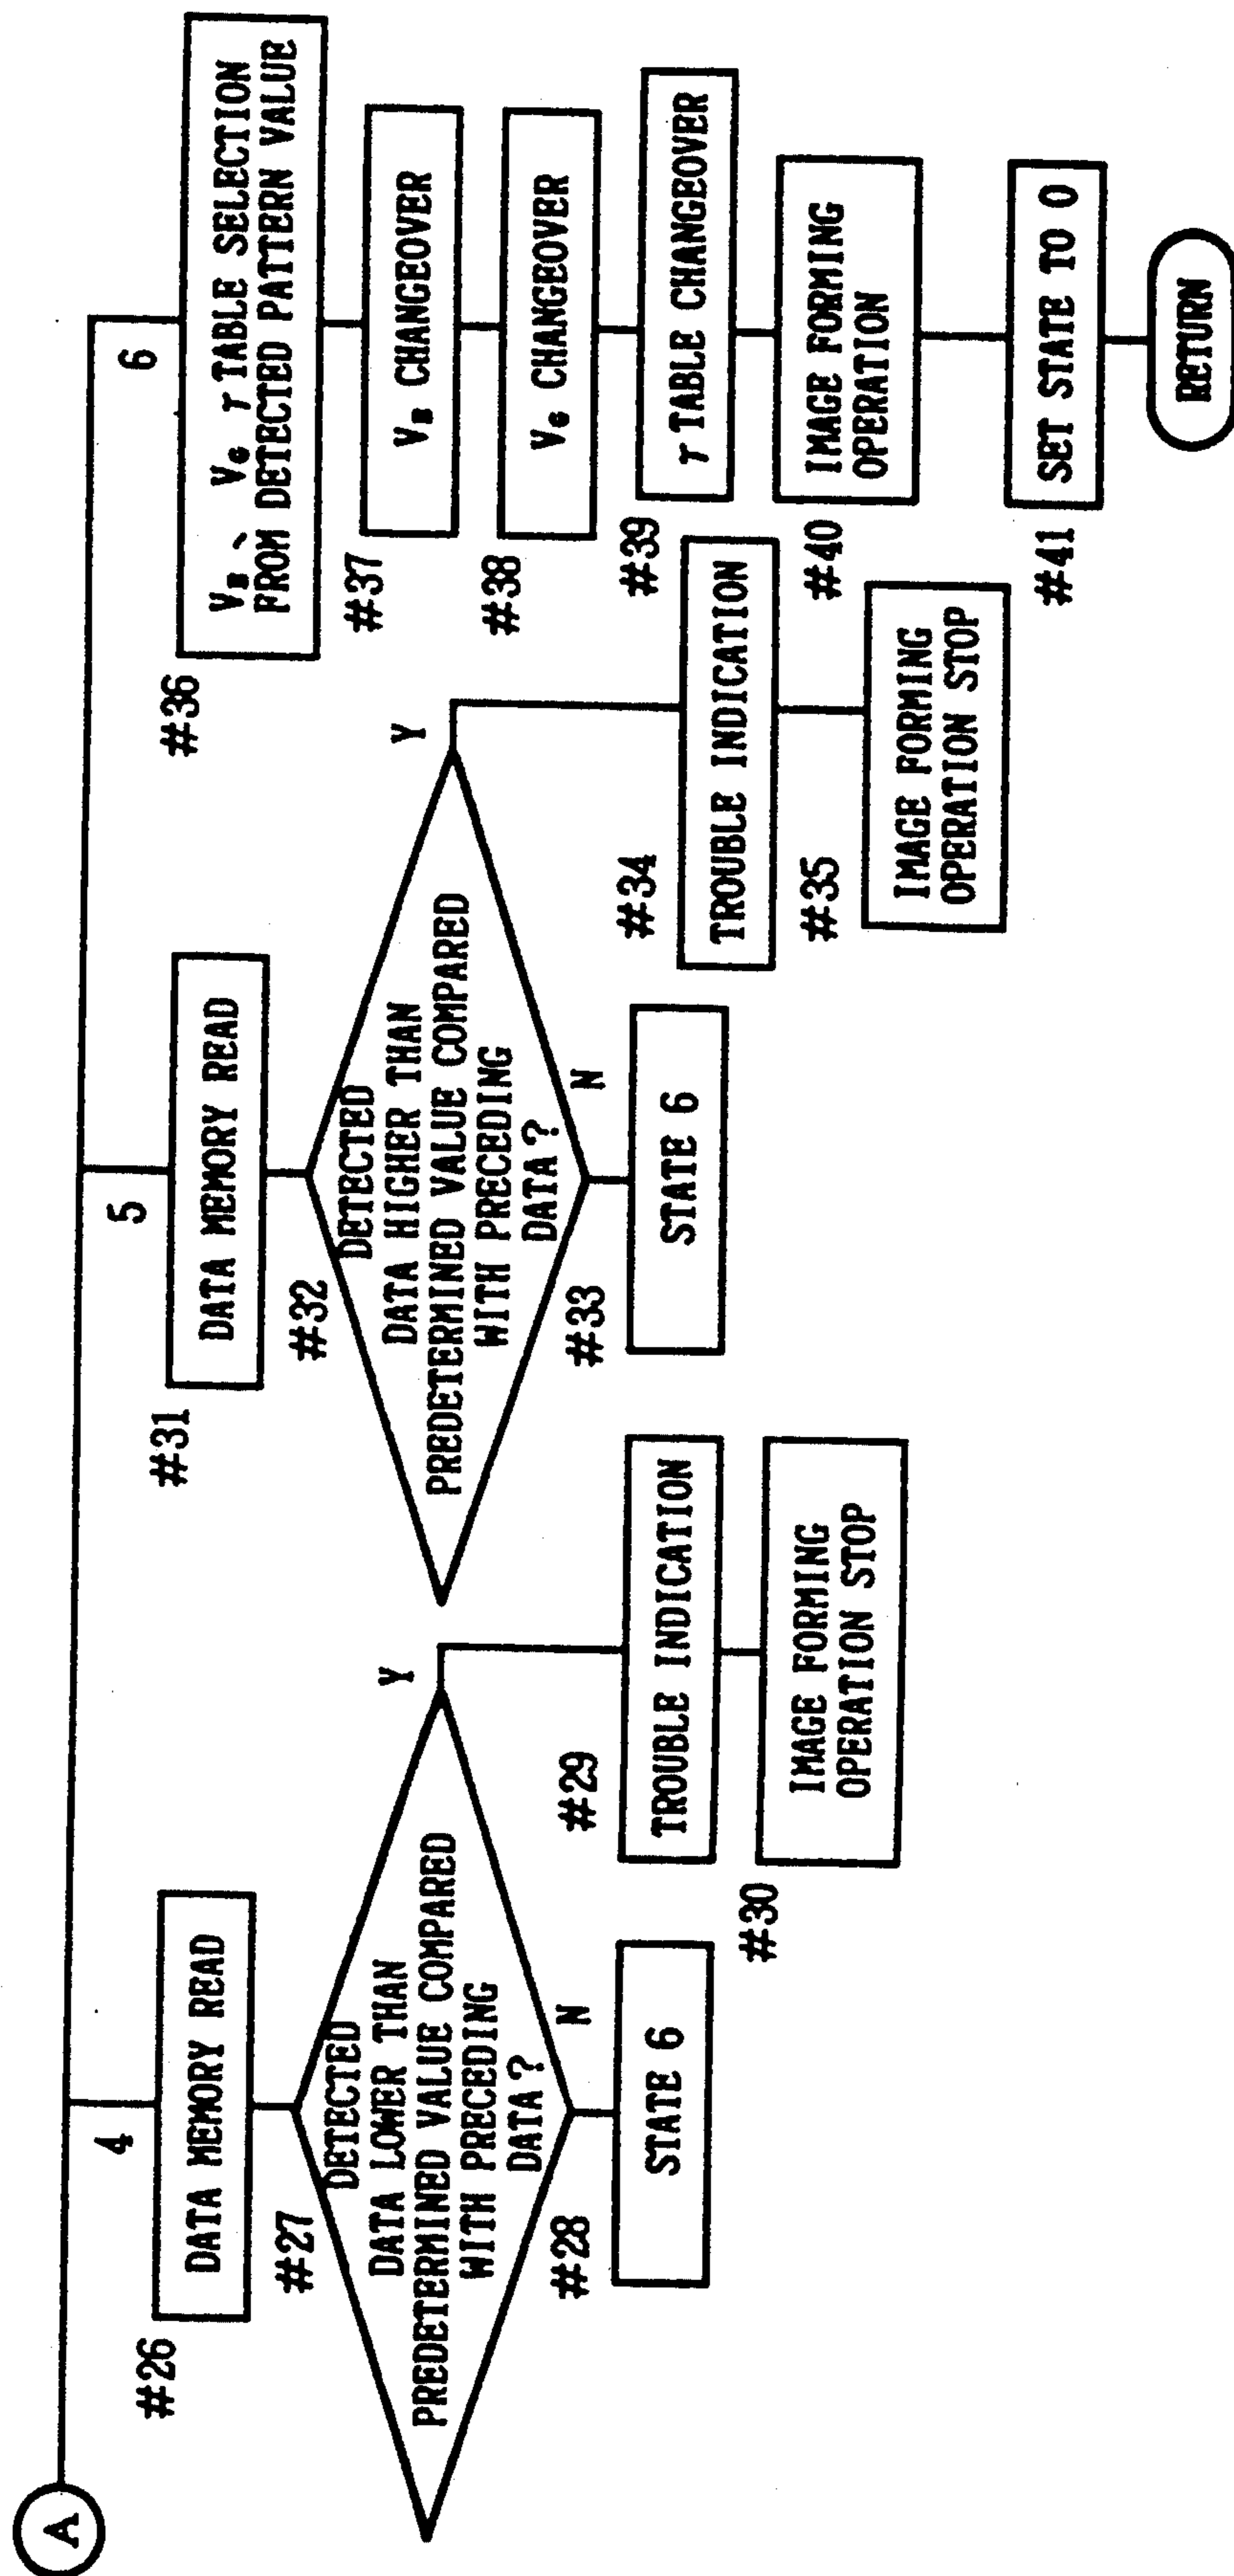 A
4
#26
DATA MEMORY READ
#27
DETECTED
DATA LOWER THAN
PREDETERMINED VALUE COMPARED
WITH PRECEDING
DATA?
Y
N
#28
STATE 6
#29
TROUBLE INDICATION
#30
IMAGE FORMING
OPERATION STOP
5
#31
DATA MEMORY READ
#32
DETECTED
DATA HIGHER THAN
PREDETERMINED VALUE COMPARED
WITH PRECEDING
DATA?
Y
N
#33
STATE 6
#34
TROUBLE INDICATION
#35
IMAGE FORMING
OPERATION STOP
6
#36
V_B、 V_G γ TABLE SELECTION
FROM DETECTED PATTERN VALUE
#37
V_B CHANGEOVER
#38
V_G CHANGEOVER
#39
γ TABLE CHANGEOVER
#40
IMAGE FORMING
OPERATION
#41
SET STATE TO 0
RETURN